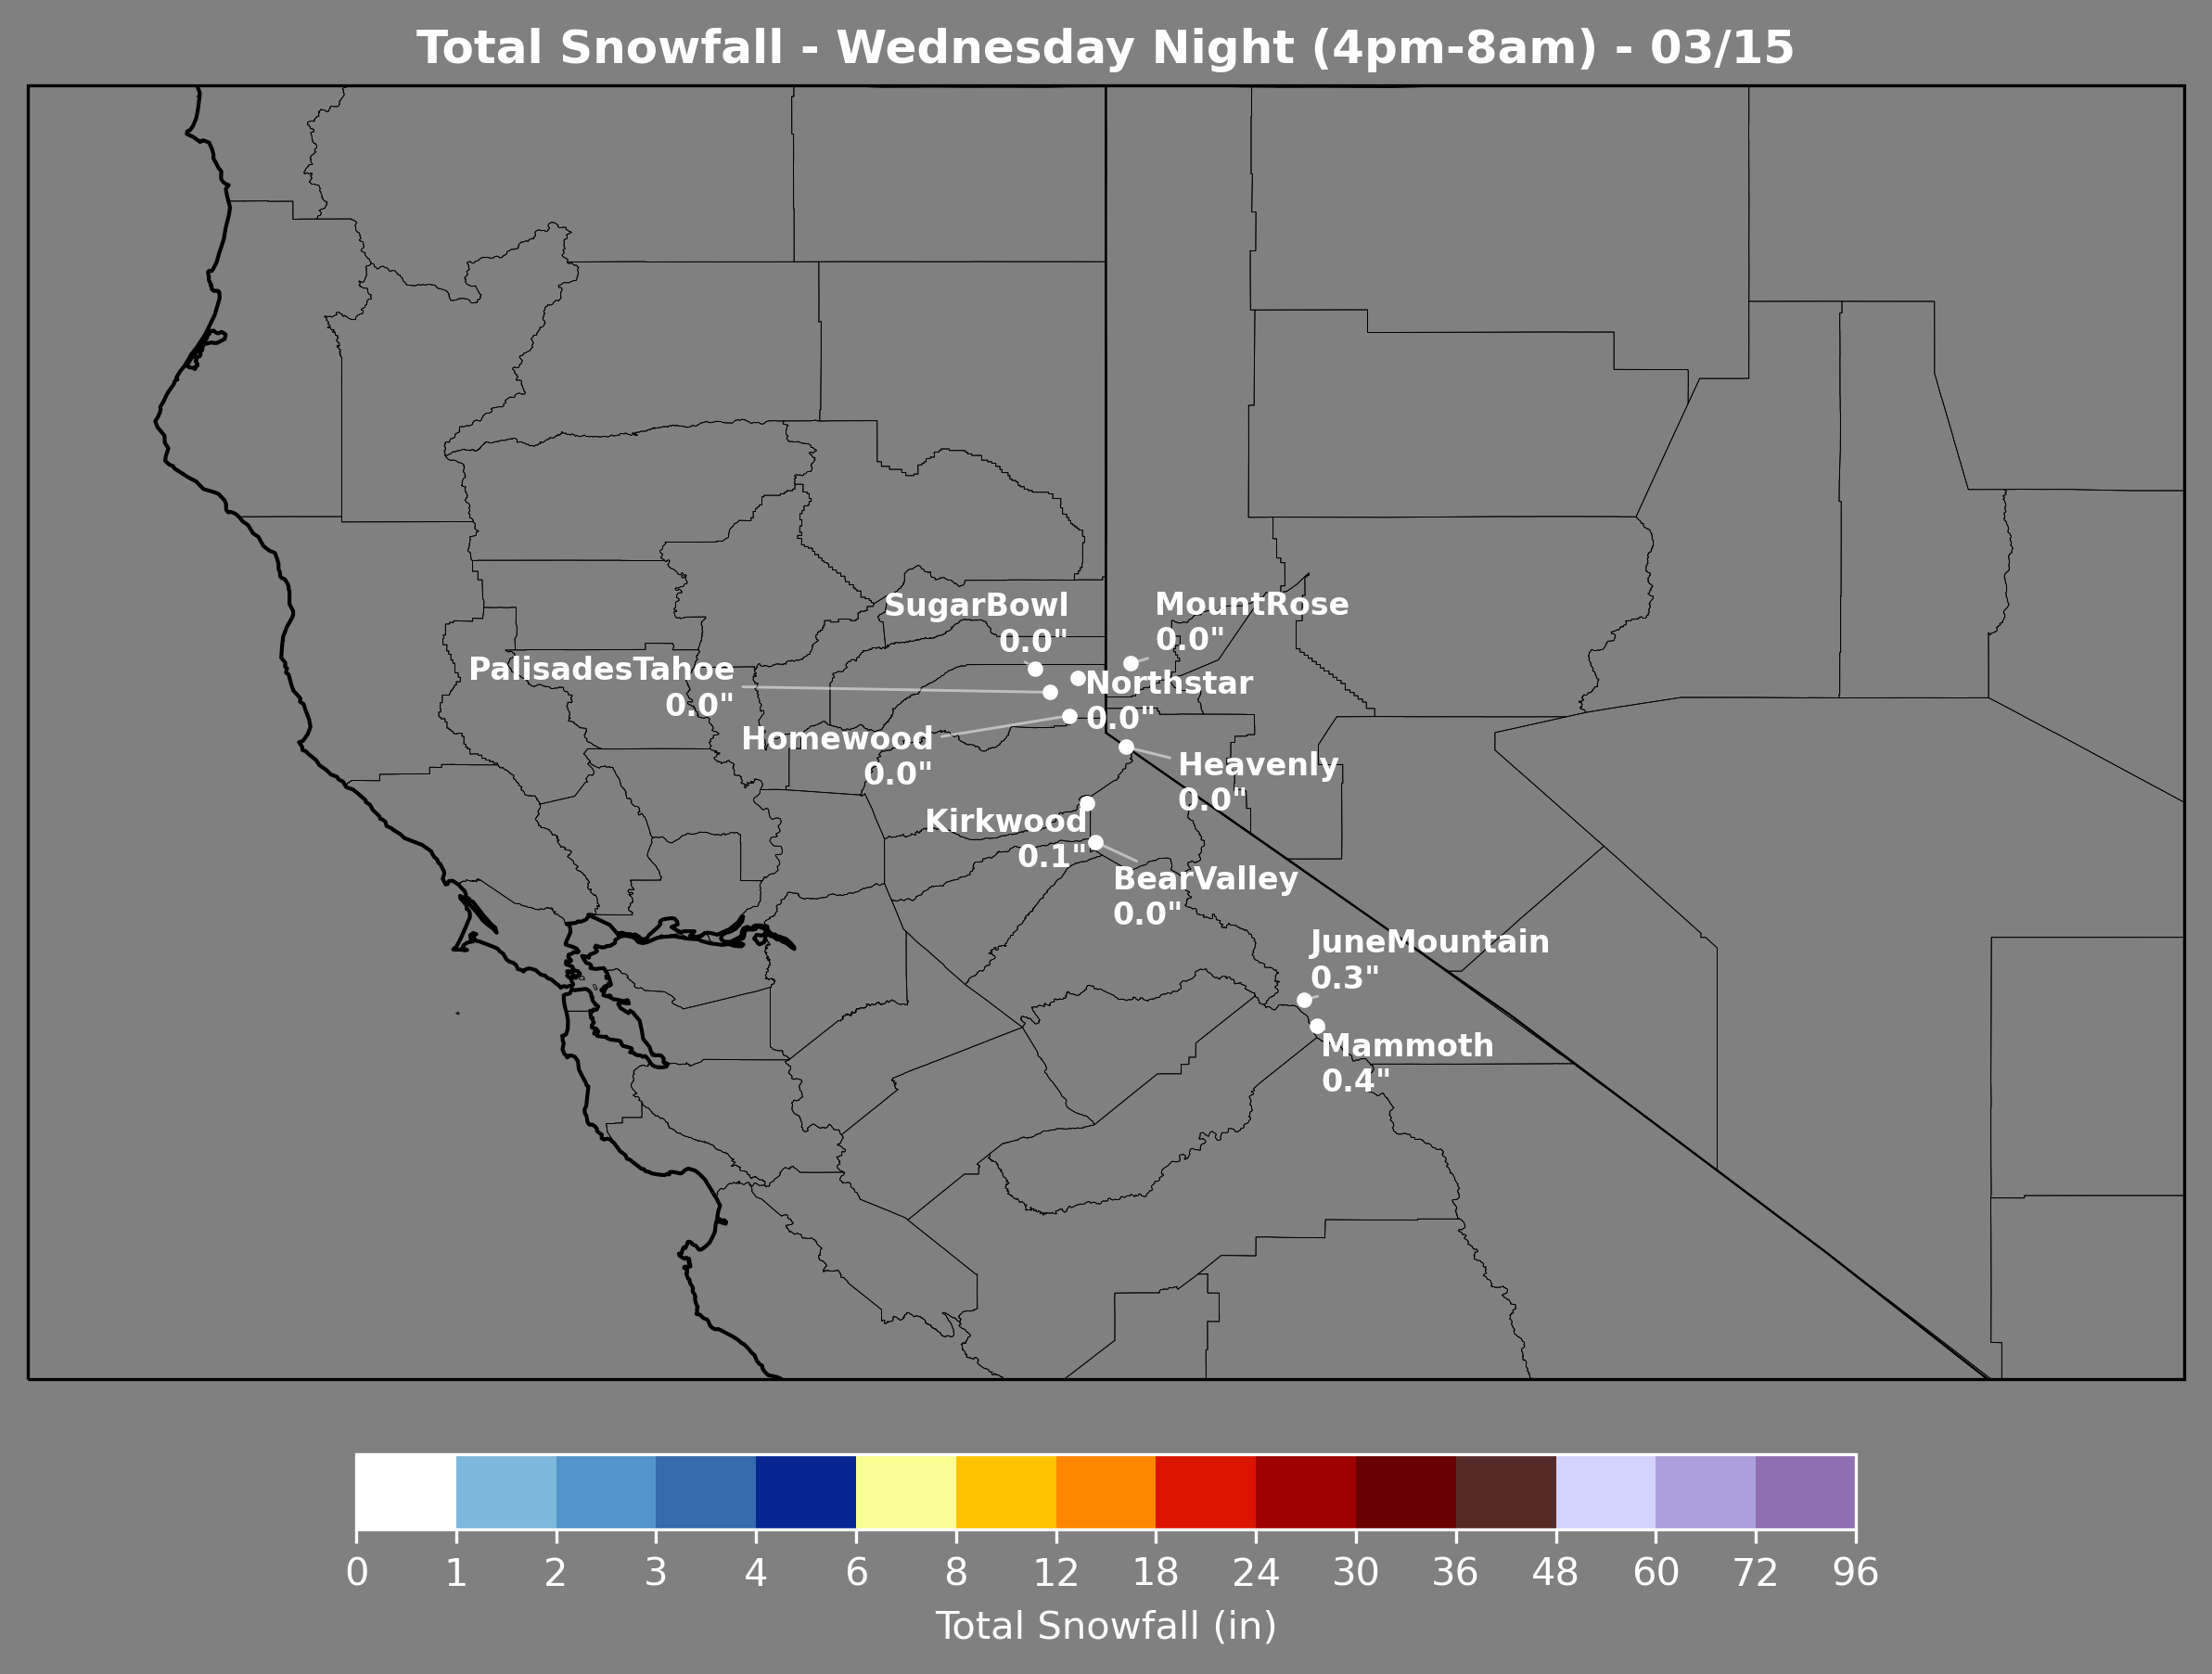 Total Snowfall - Wednesday Night (4pm-8am) - 03/15
SugarBowl
0.0"
MountRose
0.0"
PalisadesTahoe
0.0"
Northstar
0.0"
Homewood
0.0"
Heavenly
0.0"
Kirkwood
0.1"
BearValley
0.0"
JuneMountain
0.3"
Mammoth
0.4"
0 1 2 3 4 6 8 12 18 24 30 36 48 60 72 96
Total Snowfall (in)